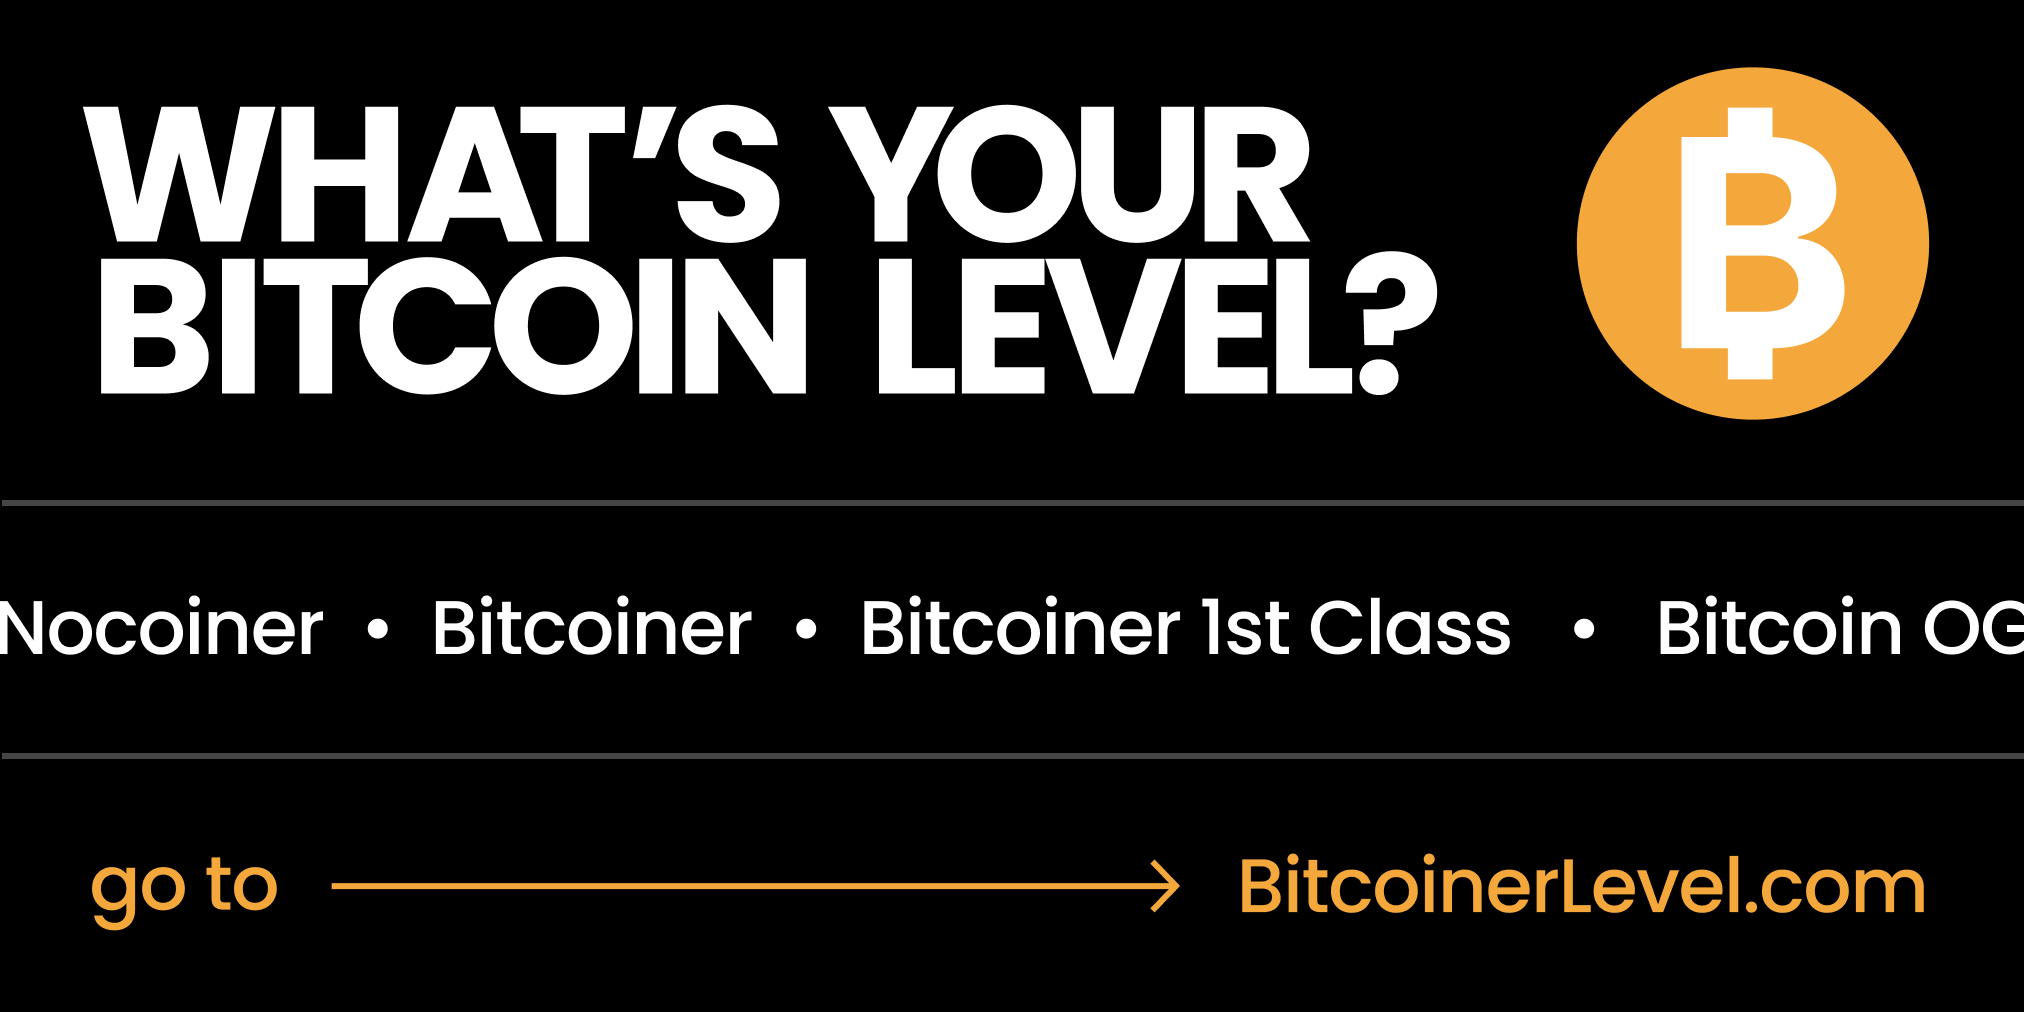 WHAT’S YOUR
BITCOIN LEVEL?
Nocoiner • Bitcoiner • Bitcoiner 1st Class • Bitcoin OG
go to → BitcoinerLevel.com